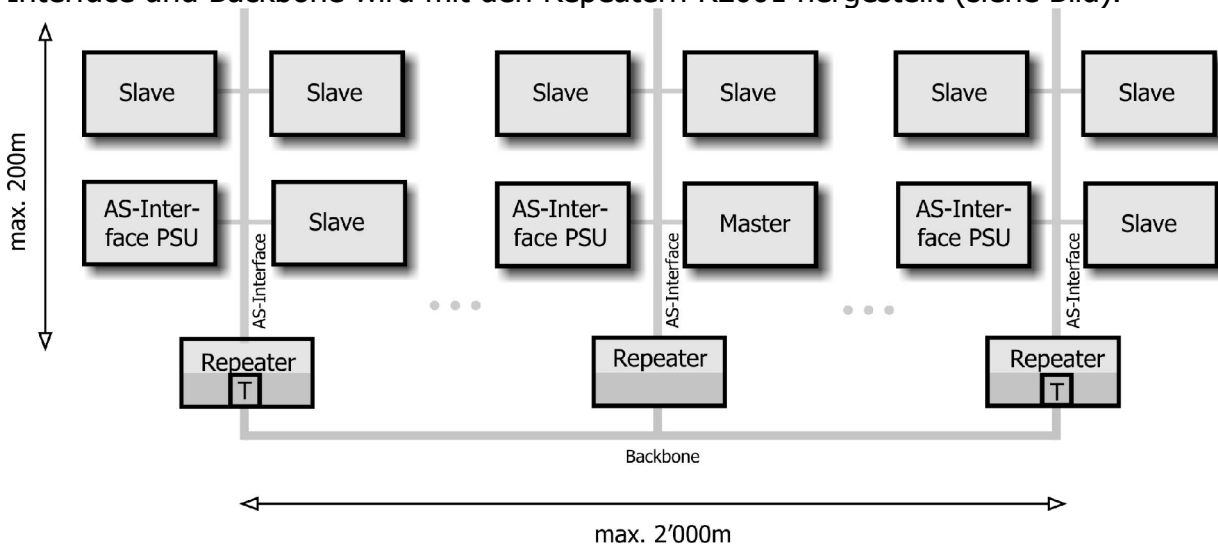 Interface und Backbone wird mit den Repeatern R2001 hergestellt (siehe Bild).
max. 200m
Slave
Slave
Slave
Slave
Slave
Slave
AS-Inter-
face PSU
Slave
AS-Inter-
face PSU
Master
AS-Inter-
face PSU
Slave
AS-Interface
AS-Interface
AS-Interface
Repeater
T
Repeater
Repeater
T
Backbone
max. 2'000m